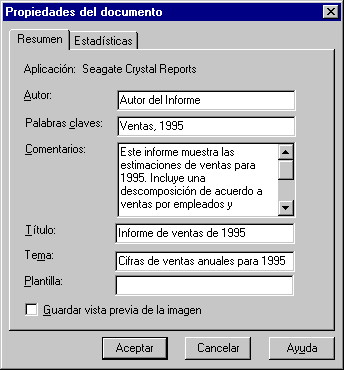 Propiedades del documento
Resumen Estadísticas
Aplicación: Seagate Crystal Reports
Autor: Autor del Informe
Palabras claves: Ventas, 1995
Comentarios: Este informe muestra las
estimaciones de ventas para
1995. Incluye una
descomposición de acuerdo a
ventas por empleados y
Título: Informe de ventas de 1995
Tema: Cifras de ventas anuales para 1995
Plantilla:
Guardar vista previa de la imagen
Aceptar Cancelar Ayuda